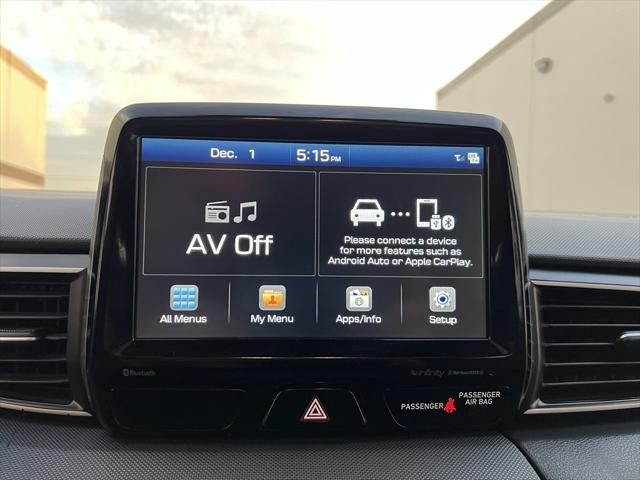 Dec. 1 5:15 PM
AV Off
Please connect a device
for more features such as
Android Auto or Apple CarPlay.
All Menus My Menu Apps/Info Setup
Bluetooth infinity
PASSENGER PASSENGER
AIR BAG